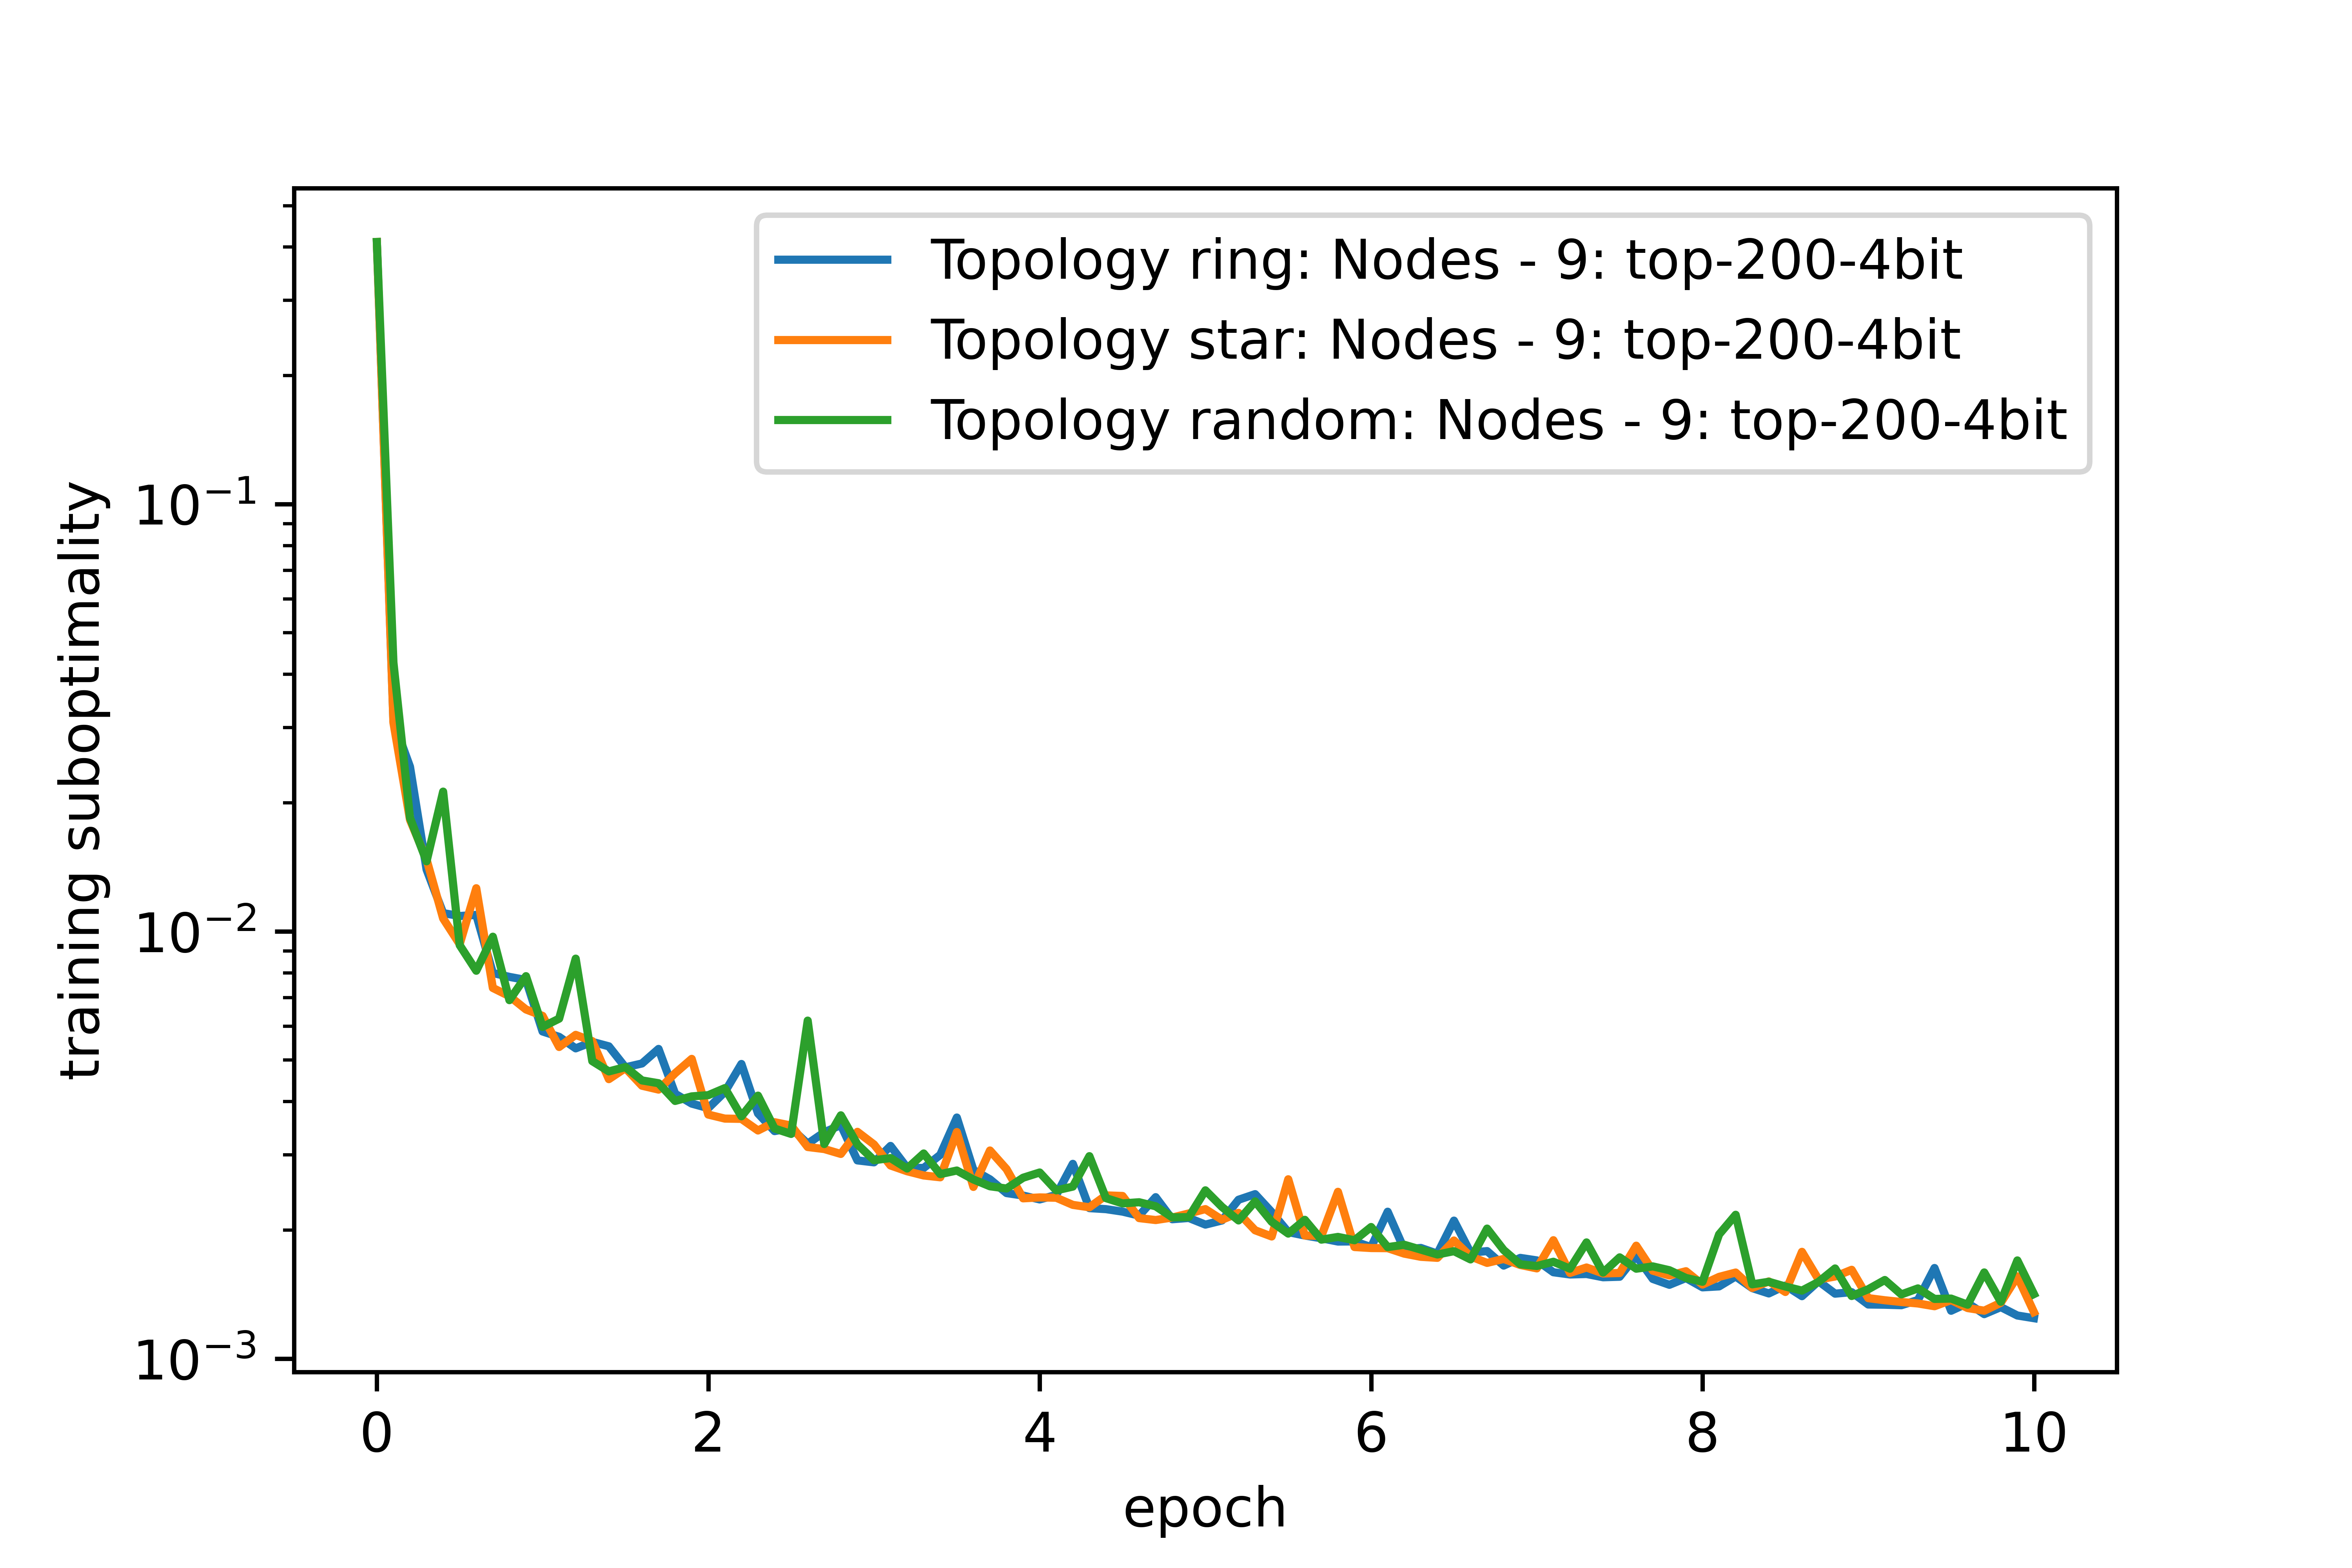 Topology ring: Nodes - 9: top-200-4bit
Topology star: Nodes - 9: top-200-4bit
Topology random: Nodes - 9: top-200-4bit
training suboptimality
10⁻¹
10⁻²
10⁻³
0 2 4 6 8 10
epoch